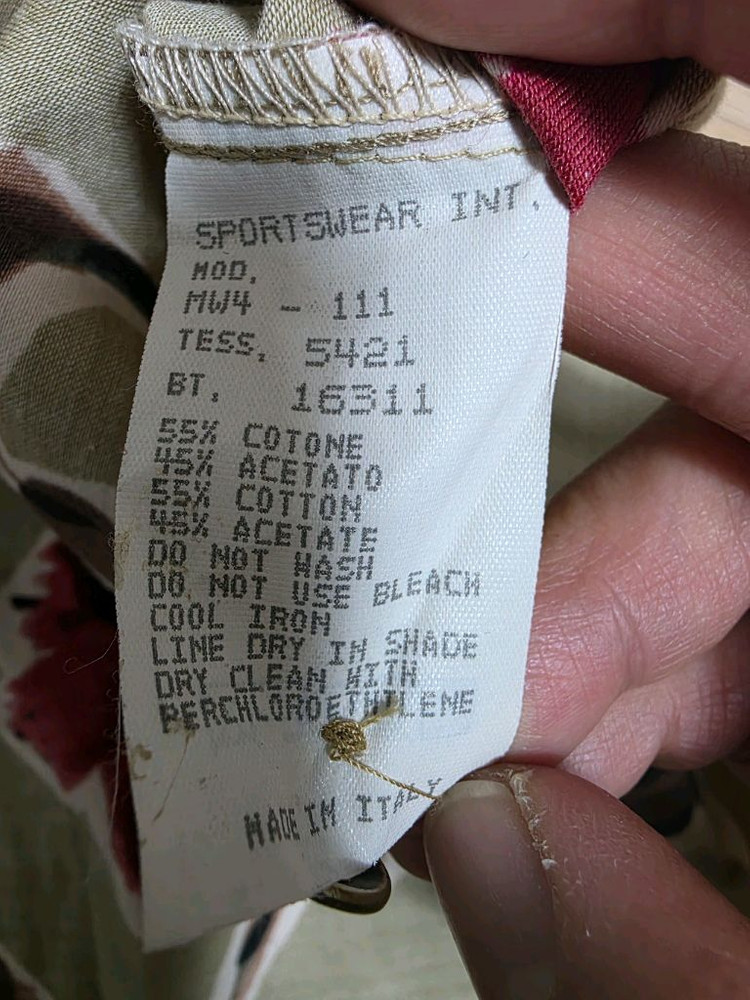 SPORTSWEAR INT.
MOD.
MW4 - 111
TESS. 5421
BT. 16311
55% COTONE
45% ACETATO
55% COTTON
45% ACETATE
DO NOT WASH
DO NOT USE BLEACH
COOL IRON
LINE DRY IN SHADE
DRY CLEAN WITH
PERCHLOROETHILENE
MADE IN ITALY